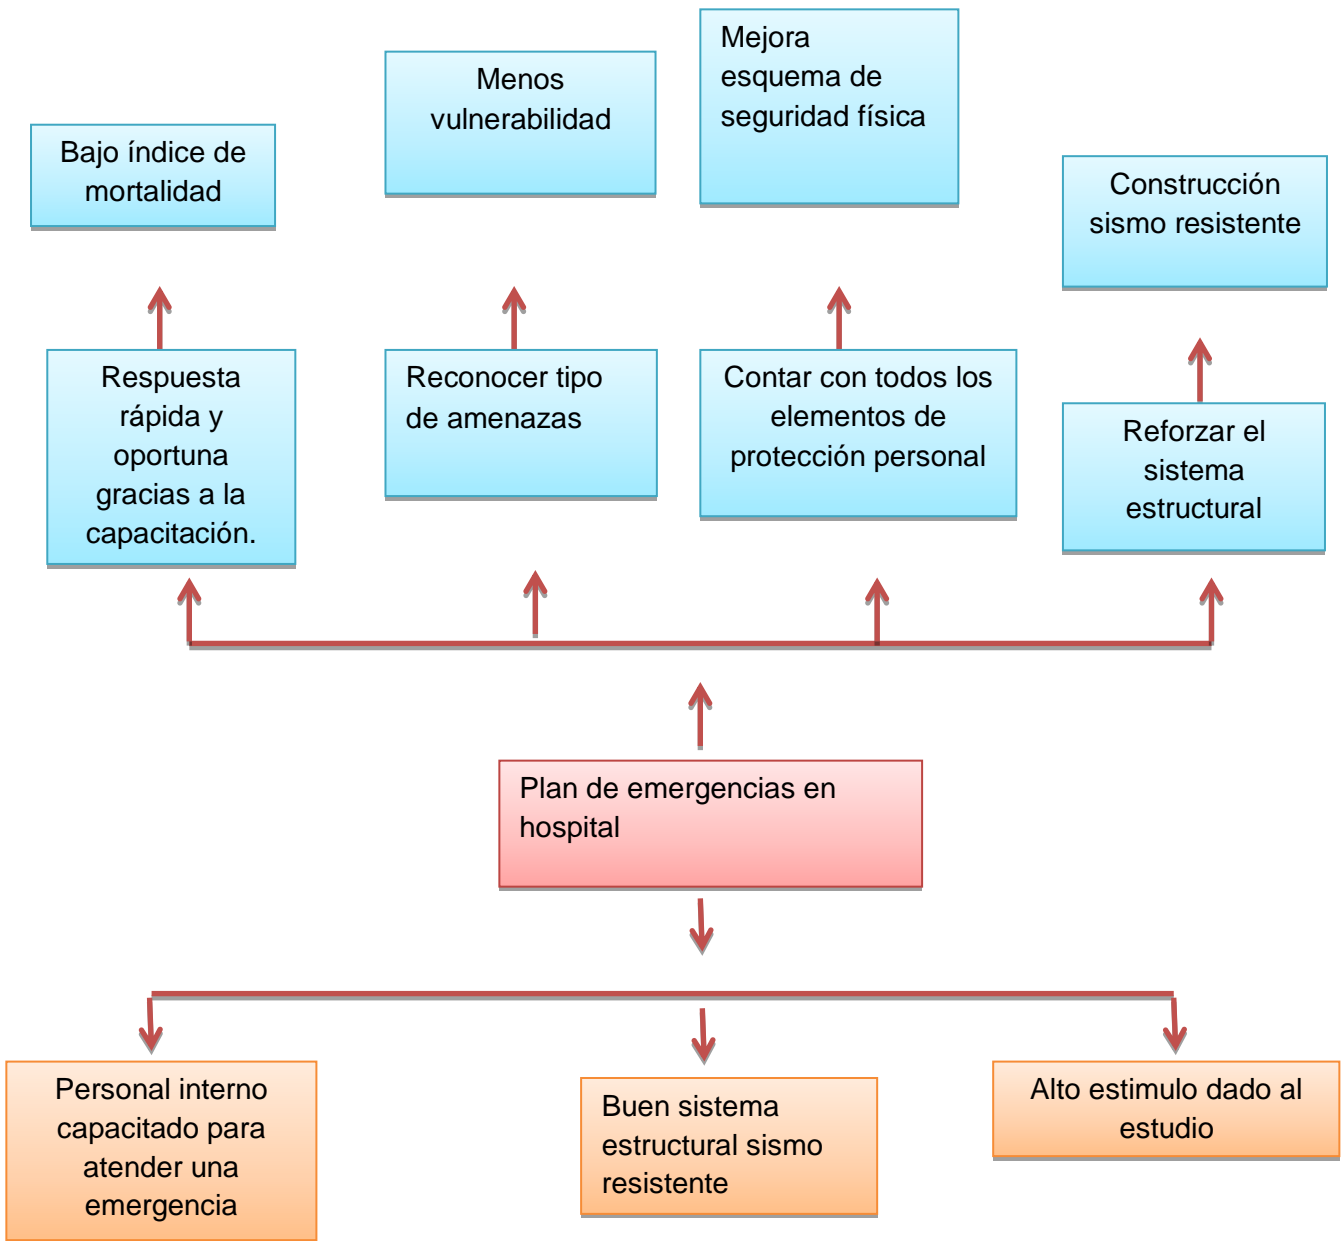 Bajo índice de
mortalidad
Menos
vulnerabilidad
Mejora
esquema de
seguridad física
Construcción
sismo resistente
Respuesta
rápida y
oportuna
gracias a la
capacitación.
Reconocer tipo
de amenazas
Contar con todos los
elementos de
protección personal
Reforzar el
sistema
estructural
Plan de emergencias en
hospital
Personal interno
capacitado para
atender una
emergencia
Buen sistema
estructural sismo
resistente
Alto estimulo dado al
estudio